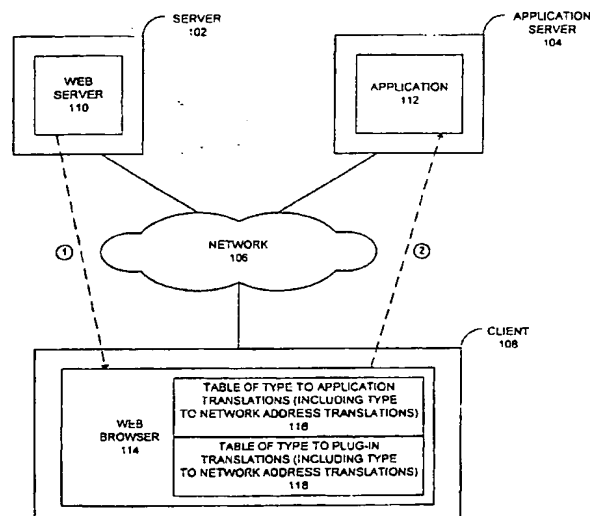 SERVER
102
APPLICATION
SERVER
104
WEB
SERVER
110
APPLICATION
112
NETWORK
106
1
2
CLIENT
108
WEB
BROWSER
114
TABLE OF TYPE TO APPLICATION
TRANSLATIONS (INCLUDING TYPE
TO NETWORK ADDRESS TRANSLATIONS)
116
TABLE OF TYPE TO PLUG-IN
TRANSLATIONS (INCLUDING TYPE
TO NETWORK ADDRESS TRANSLATIONS)
118